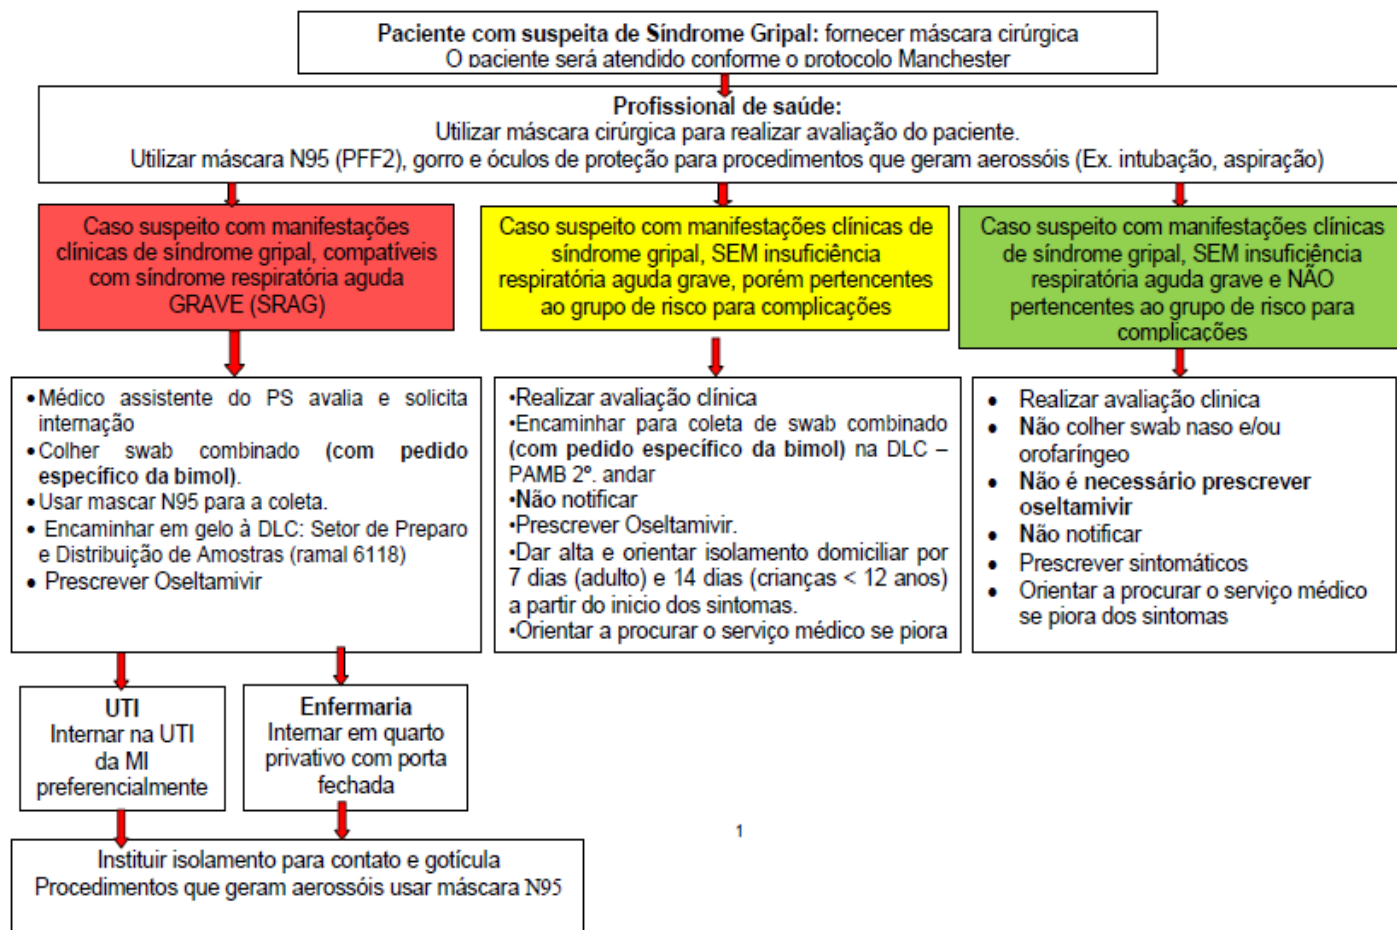 Paciente com suspeita de Síndrome Gripal: fornecer máscara cirúrgica
O paciente será atendido conforme o protocolo Manchester
Profissional de saúde:
Utilizar máscara cirúrgica para realizar avaliação do paciente.
Utilizar máscara N95 (PFF2), gorro e óculos de proteção para procedimentos que geram aerossóis (Ex. intubação, aspiração)
Caso suspeito com manifestações
clínicas de síndrome gripal, compatíveis
com síndrome respiratória aguda
GRAVE (SRAG)
Caso suspeito com manifestações clínicas de
síndrome gripal, SEM insuficiência
respiratória aguda grave, porém pertencentes
ao grupo de risco para complicações
Caso suspeito com manifestações clínicas
de síndrome gripal, SEM insuficiência
respiratória aguda grave e NÃO
pertencentes ao grupo de risco para
complicações
•Médico assistente do PS avalia e solicita
internação
•Colher swab combinado (com pedido
específico da bimol).
•Usar mascar N95 para a coleta.
• Encaminhar em gelo à DLC: Setor de Preparo
e Distribuição de Amostras (ramal 6118)
• Prescrever Oseltamivir
•Realizar avaliação clínica
•Encaminhar para coleta de swab combinado
(com pedido específico da bimol) na DLC –
PAMB 2º. andar
•Não notificar
•Prescrever Oseltamivir.
•Dar alta e orientar isolamento domiciliar por
7 dias (adulto) e 14 dias (crianças < 12 anos)
a partir do inicio dos sintomas.
•Orientar a procurar o serviço médico se piora
• Realizar avaliação clinica
• Não colher swab naso e/ou
orofaríngeo
• Não é necessário prescrever
oseltamivir
• Não notificar
• Prescrever sintomáticos
• Orientar a procurar o serviço médico
se piora dos sintomas
UTI
Internar na UTI
da MI
preferencialmente
Enfermaria
Internar em quarto
privativo com porta
fechada
1
Instituir isolamento para contato e gotícula
Procedimentos que geram aerossóis usar máscara N95